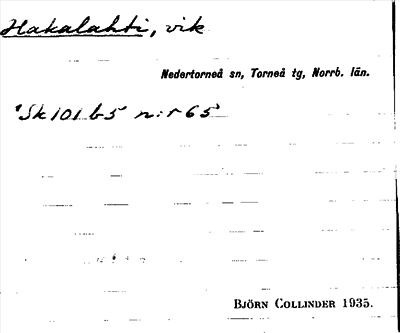 Hakalahti, vik
Nedertorneå sn, Torneå tg, Norrb. län.
Sk 101 b5 n:r 65
BJÖRN COLLINDER 1935.